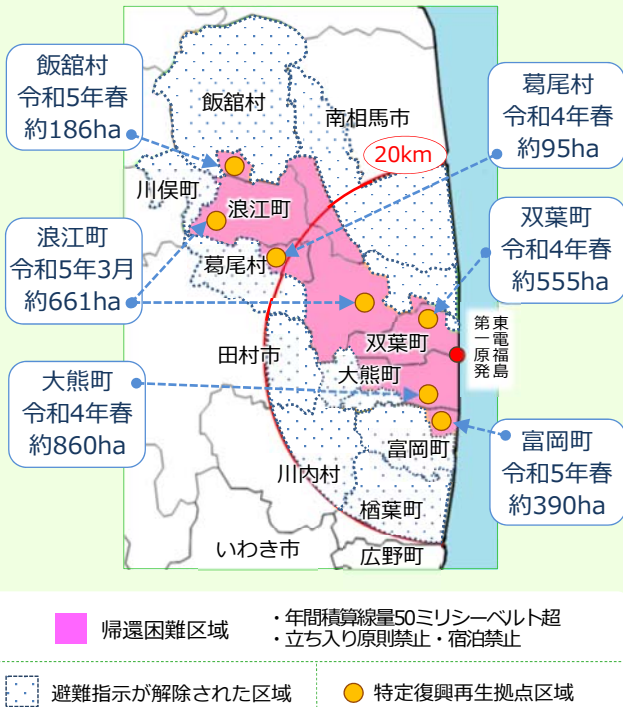 飯舘村
令和5年春
約186ha
葛尾村
令和4年春
約95ha
飯舘村
南相馬市
20km
川俣町
浪江町
浪江町
令和5年3月
約661ha
葛尾村
双葉町
令和4年春
約555ha
東電福島
第一原発
双葉町
田村市
大熊町
大熊町
令和4年春
約860ha
富岡町
富岡町
令和5年春
約390ha
川内村
楢葉町
いわき市
広野町
帰還困難区域
・年間積算線量50ミリシーベルト超
・立ち入り原則禁止・宿泊禁止
避難指示が解除された区域
特定復興再生拠点区域